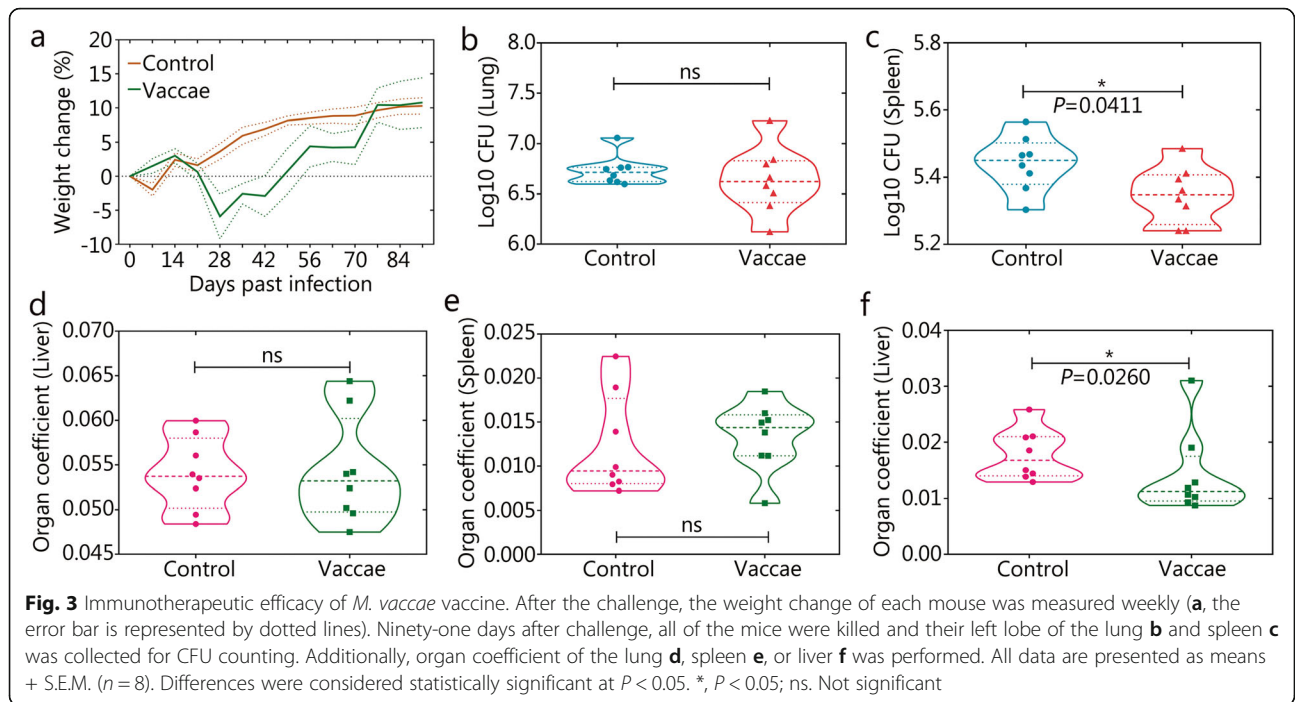 a
20
15
10
5
0
-5
-10
Weight change (%)
Control
Vaccae
0 14 28 42 56 70 84
Days past infection
b
8.0
7.5
7.0
6.5
6.0
Log10 CFU (Lung)
ns
Control Vaccae
c
5.8
5.6
5.4
5.2
Log10 CFU (Spleen)
*
P=0.0411
Control Vaccae
d
0.070
0.065
0.060
0.055
0.050
0.045
Organ coefficient (Liver)
ns
Control Vaccae
e
0.025
0.020
0.015
0.010
0.005
0.000
Organ cofficient (Spleen)
ns
Control Vaccae
f
0.04
0.03
0.02
0.01
0.00
Organ coefficient (Liver)
*
P=0.0260
Control Vaccae
Fig. 3 Immunotherapeutic efficacy of M. vaccae vaccine. After the challenge, the weight change of each mouse was measured weekly (a, the
error bar is represented by dotted lines). Ninety-one days after challenge, all of the mice were killed and their left lobe of the lung b and spleen c
was collected for CFU counting. Additionally, organ coefficient of the lung d, spleen e, or liver f was performed. All data are presented as means
+ S.E.M. (n = 8). Differences were considered statistically significant at P < 0.05. *, P < 0.05; ns. Not significant